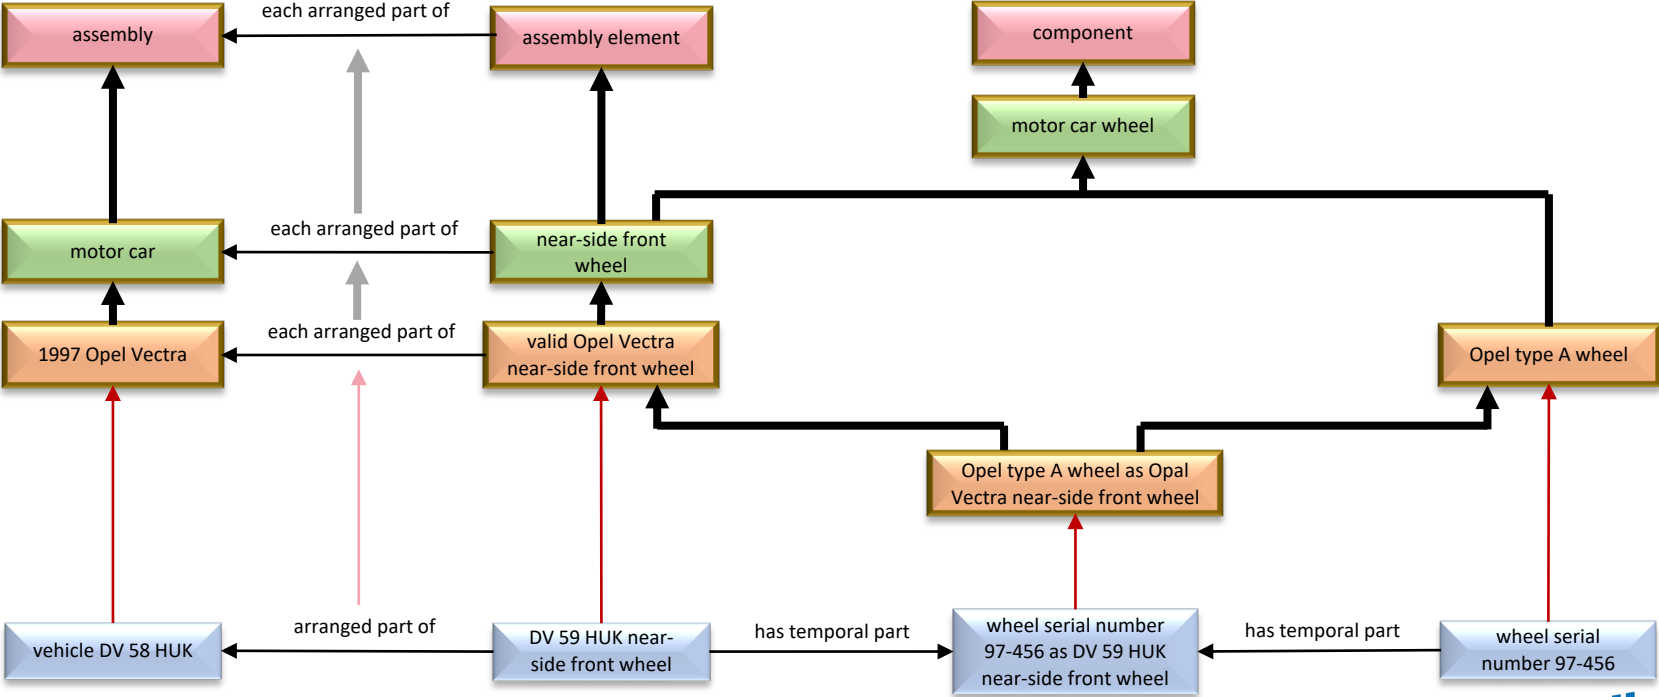 each arranged part of
assembly
assembly element
component
motor car wheel
each arranged part of
motor car
near-side front
wheel
each arranged part of
1997 Opel Vectra
valid Opel Vectra
near-side front wheel
Opel type A wheel
Opel type A wheel as Opal
Vectra near-side front wheel
arranged part of
has temporal part
has temporal part
vehicle DV 58 HUK
DV 59 HUK near-
side front wheel
wheel serial number
97-456 as DV 59 HUK
near-side front wheel
wheel serial
number 97-456